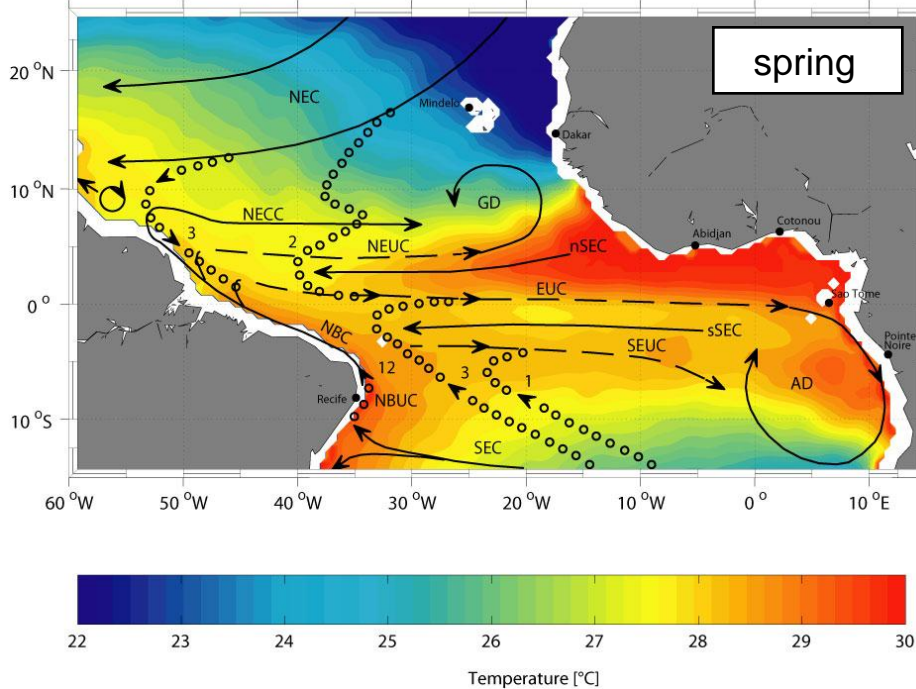 spring
20 °N
10 °N
0 °
10 °S
NEC
Mindelo
Dakar
GD
NECC
NEUC
3
2
nSEC
Abidjan
Cotonou
EUC
Sao Tome
NBC
sSEC
SEUC
Pointe
Noire
12
3
1
AD
Recife
NBUC
SEC
60 °W 50 °W 40 °W 30 °W 20 °W 10 °W 0 ° 10 °E
22 23 24 25 26 27 28 29 30
Temperature [°C]